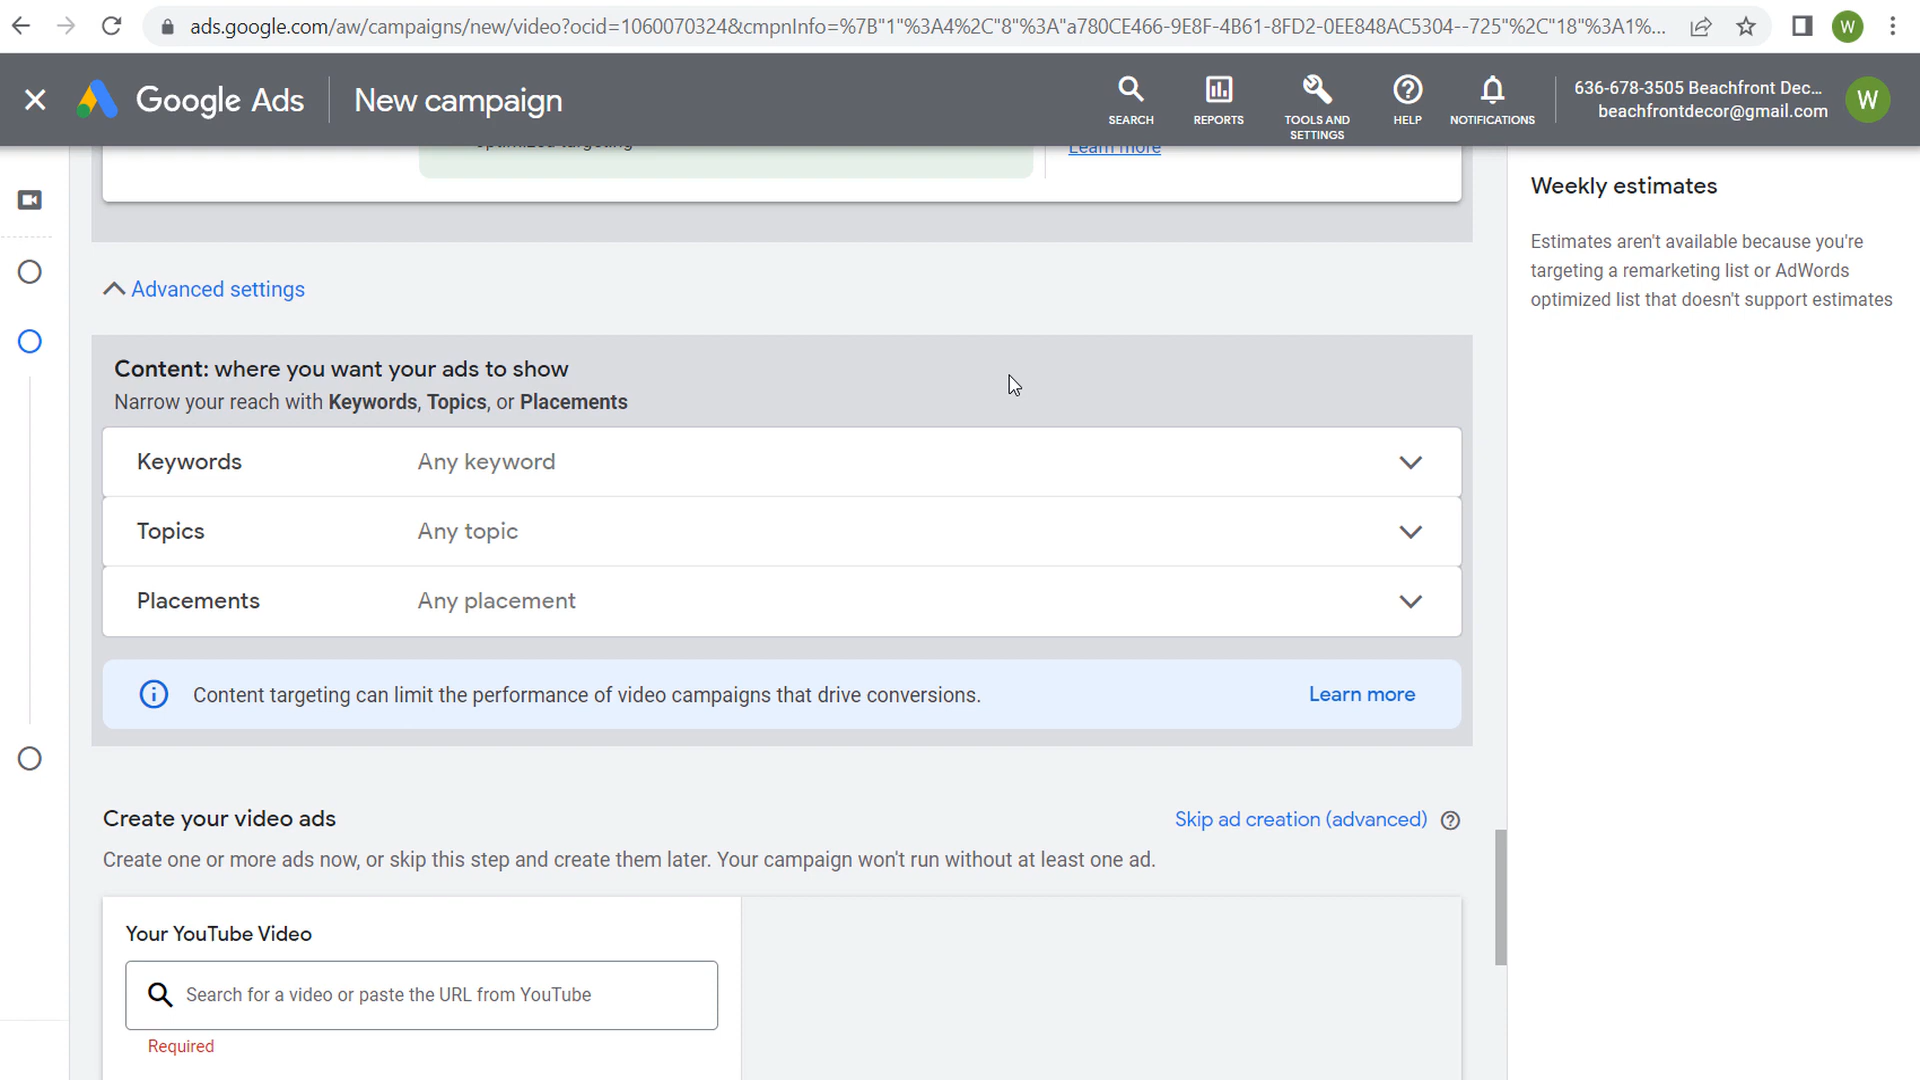 ads.google.com/aw/campaigns/new/video?ocid=1060070324&cmpnInfo=%7B"1"%3A4%2C"8"%3A"a780CE466-9E8F-4B61-8FD2-0EE848AC5304--725"%2C"18"%3A1%...
W
Google Ads
New campaign
SEARCH
REPORTS
TOOLS AND
SETTINGS
HELP
NOTIFICATIONS
636-678-3505 Beachfront Dec...
beachfrontdecor@gmail.com
W
optimized targeting
Learn more
Weekly estimates
Estimates aren't available because you're
targeting a remarketing list or AdWords
optimized list that doesn't support estimates
Advanced settings
Content: where you want your ads to show
Narrow your reach with Keywords, Topics, or Placements
Keywords
Any keyword
Topics
Any topic
Placements
Any placement
Content targeting can limit the performance of video campaigns that drive conversions.
Learn more
Create your video ads
Skip ad creation (advanced)
Create one or more ads now, or skip this step and create them later. Your campaign won't run without at least one ad.
Your YouTube Video
Search for a video or paste the URL from YouTube
Required